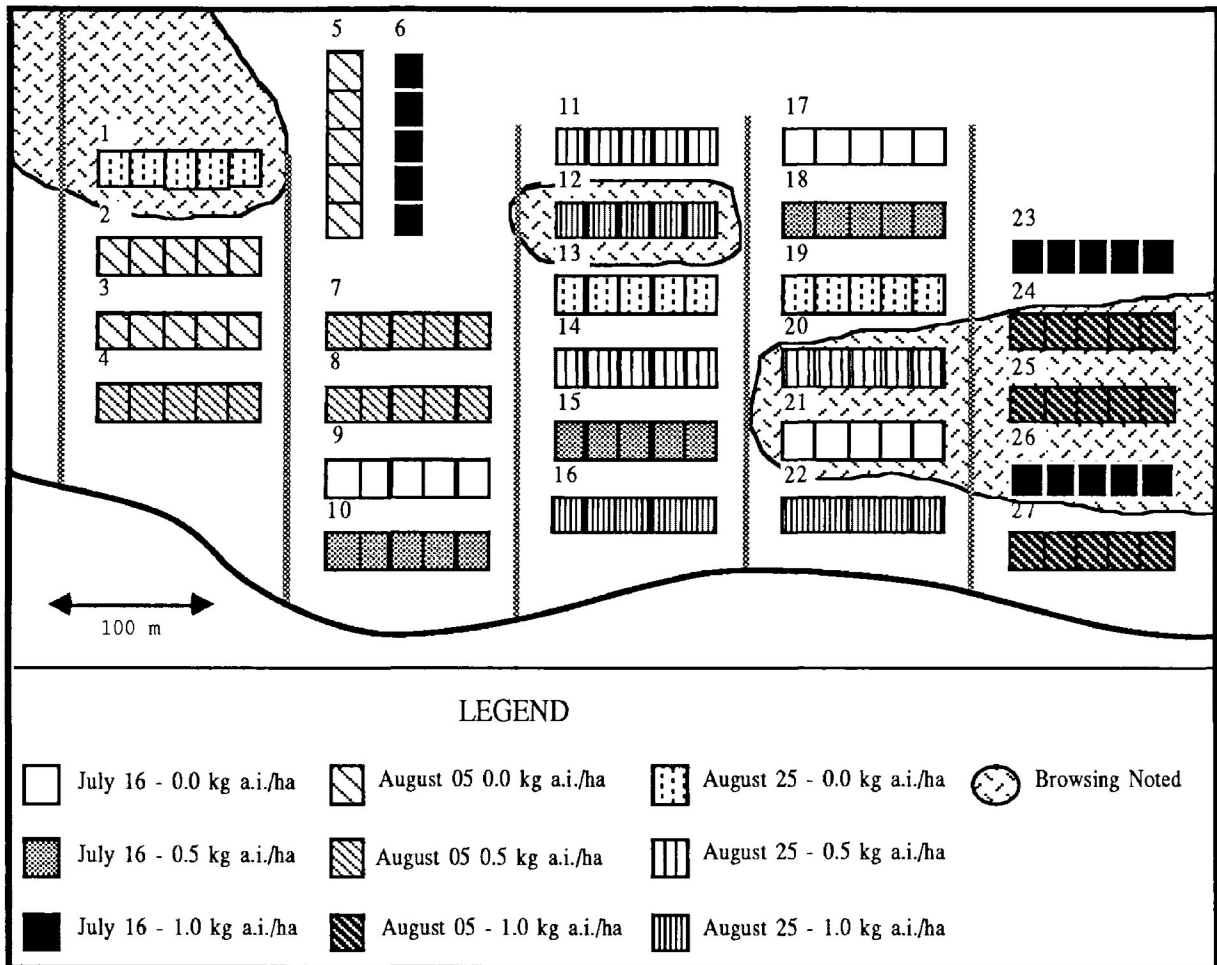 5 6
11 17
1
12 18
2 13 19 23
3 7 14 20 24
4 8 15 21 25
9 16 22 26
10 27
100 m
LEGEND
July 16 - 0.0 kg a.i./ha August 05 0.0 kg a.i./ha August 25 - 0.0 kg a.i./ha Browsing Noted
July 16 - 0.5 kg a.i./ha August 05 0.5 kg a.i./ha August 25 - 0.5 kg a.i./ha
July 16 - 1.0 kg a.i./ha August 05 - 1.0 kg a.i./ha August 25 - 1.0 kg a.i./ha